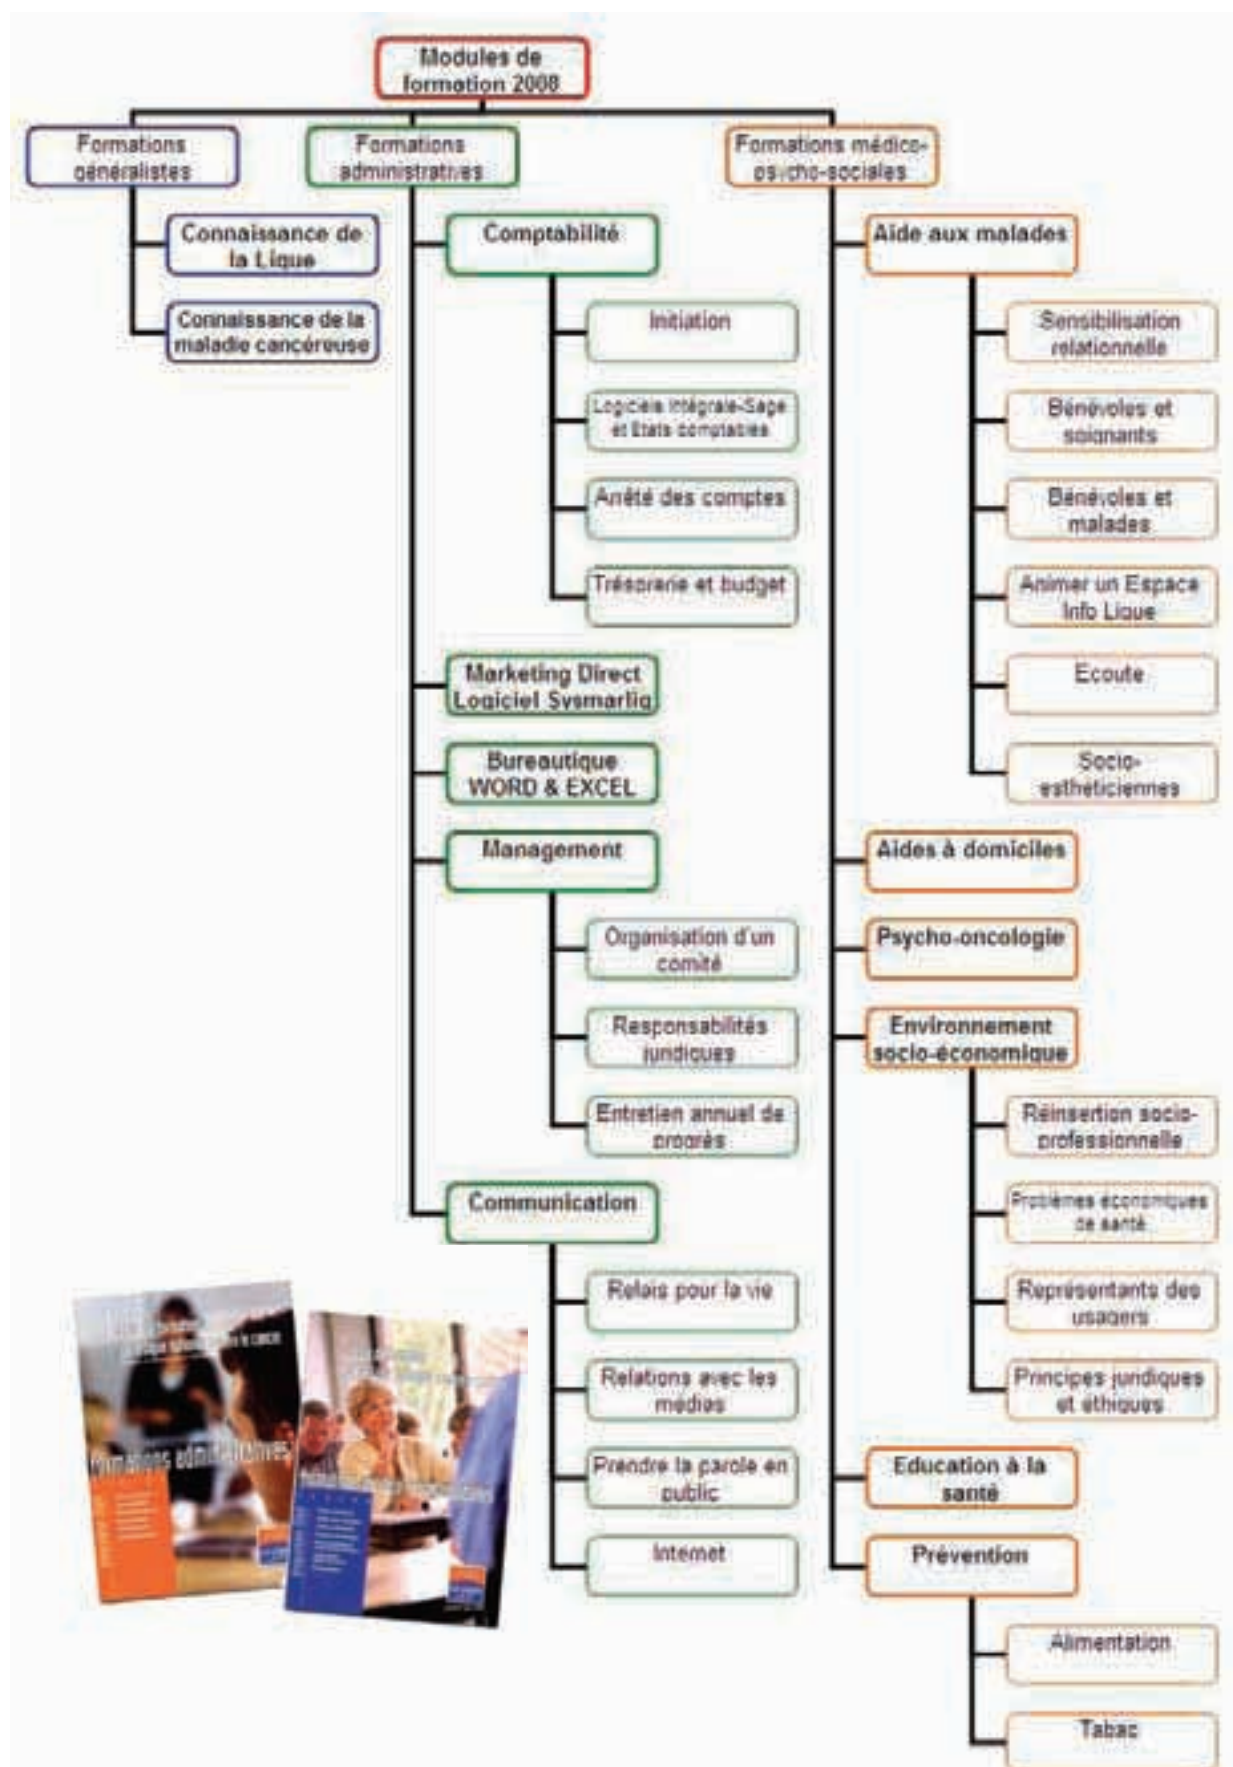 Modules de
formation 2008
Formations
généralistes
Connaissance de
la Ligue
Connaissance de la
maladie cancéreuse
Formations
administratives
Comptabilité
Initiation
Logiciels Intégrale-Sage
et Etats comptables
Arrêté des comptes
Trésorerie et budget
Marketing Direct
Logiciel Sysmarlig
Bureautique
WORD & EXCEL
Management
Organisation d'un
comité
Responsabilités
juridiques
Entretien annuel de
progrès
Communication
Relais pour la vie
Relations avec les
médias
Prendre la parole en
public
Internet
Formations médico-
psycho-sociales
Aide aux malades
Sensibilisation
relationnelle
Bénévoles et
soignants
Bénévoles et
malades
Animer un Espace
Info Ligue
Ecoute
Socio-
esthéticiennes
Aides à domiciles
Psycho-oncologie
Environnement
socio-économique
Réinsertion socio-
professionnelle
Problèmes économiques
de santé
Représentants des
usagers
Principes juridiques
et éthiques
Education à la
santé
Prévention
Alimentation
Tabac
le cancer
formations administratives